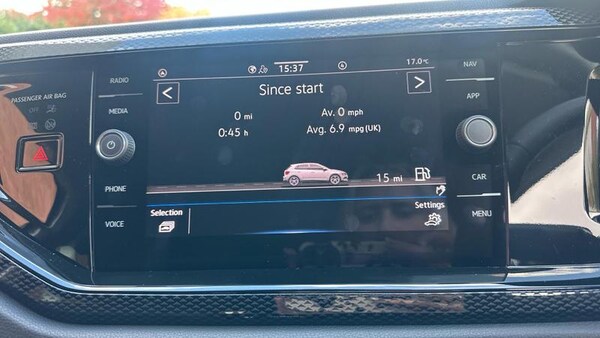 15:37
17.0°C
RADIO
NAV
Since start
PASSENGER AIR BAG
OFF
MEDIA
APP
0 mi
Av. 0 mph
0:45 h
Avg. 6.9 mpg (UK)
PHONE
CAR
15 mi
Selection
Settings
VOICE
MENU